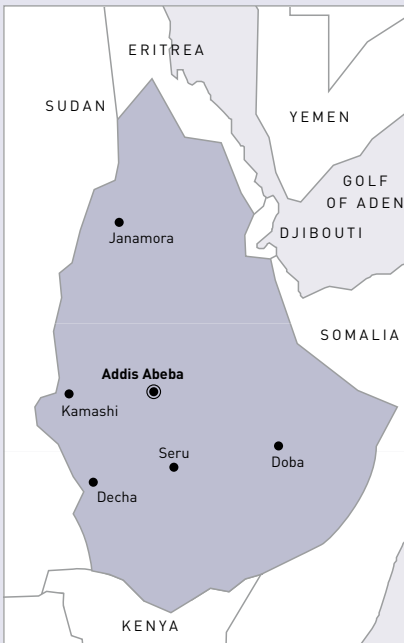 ERITREA
SUDAN
YEMEN
GOLF
OF ADEN
Janamora
DJIBOUTI
SOMALIA
Addis Abeba
Kamashi
Seru
Doba
Decha
KENYA